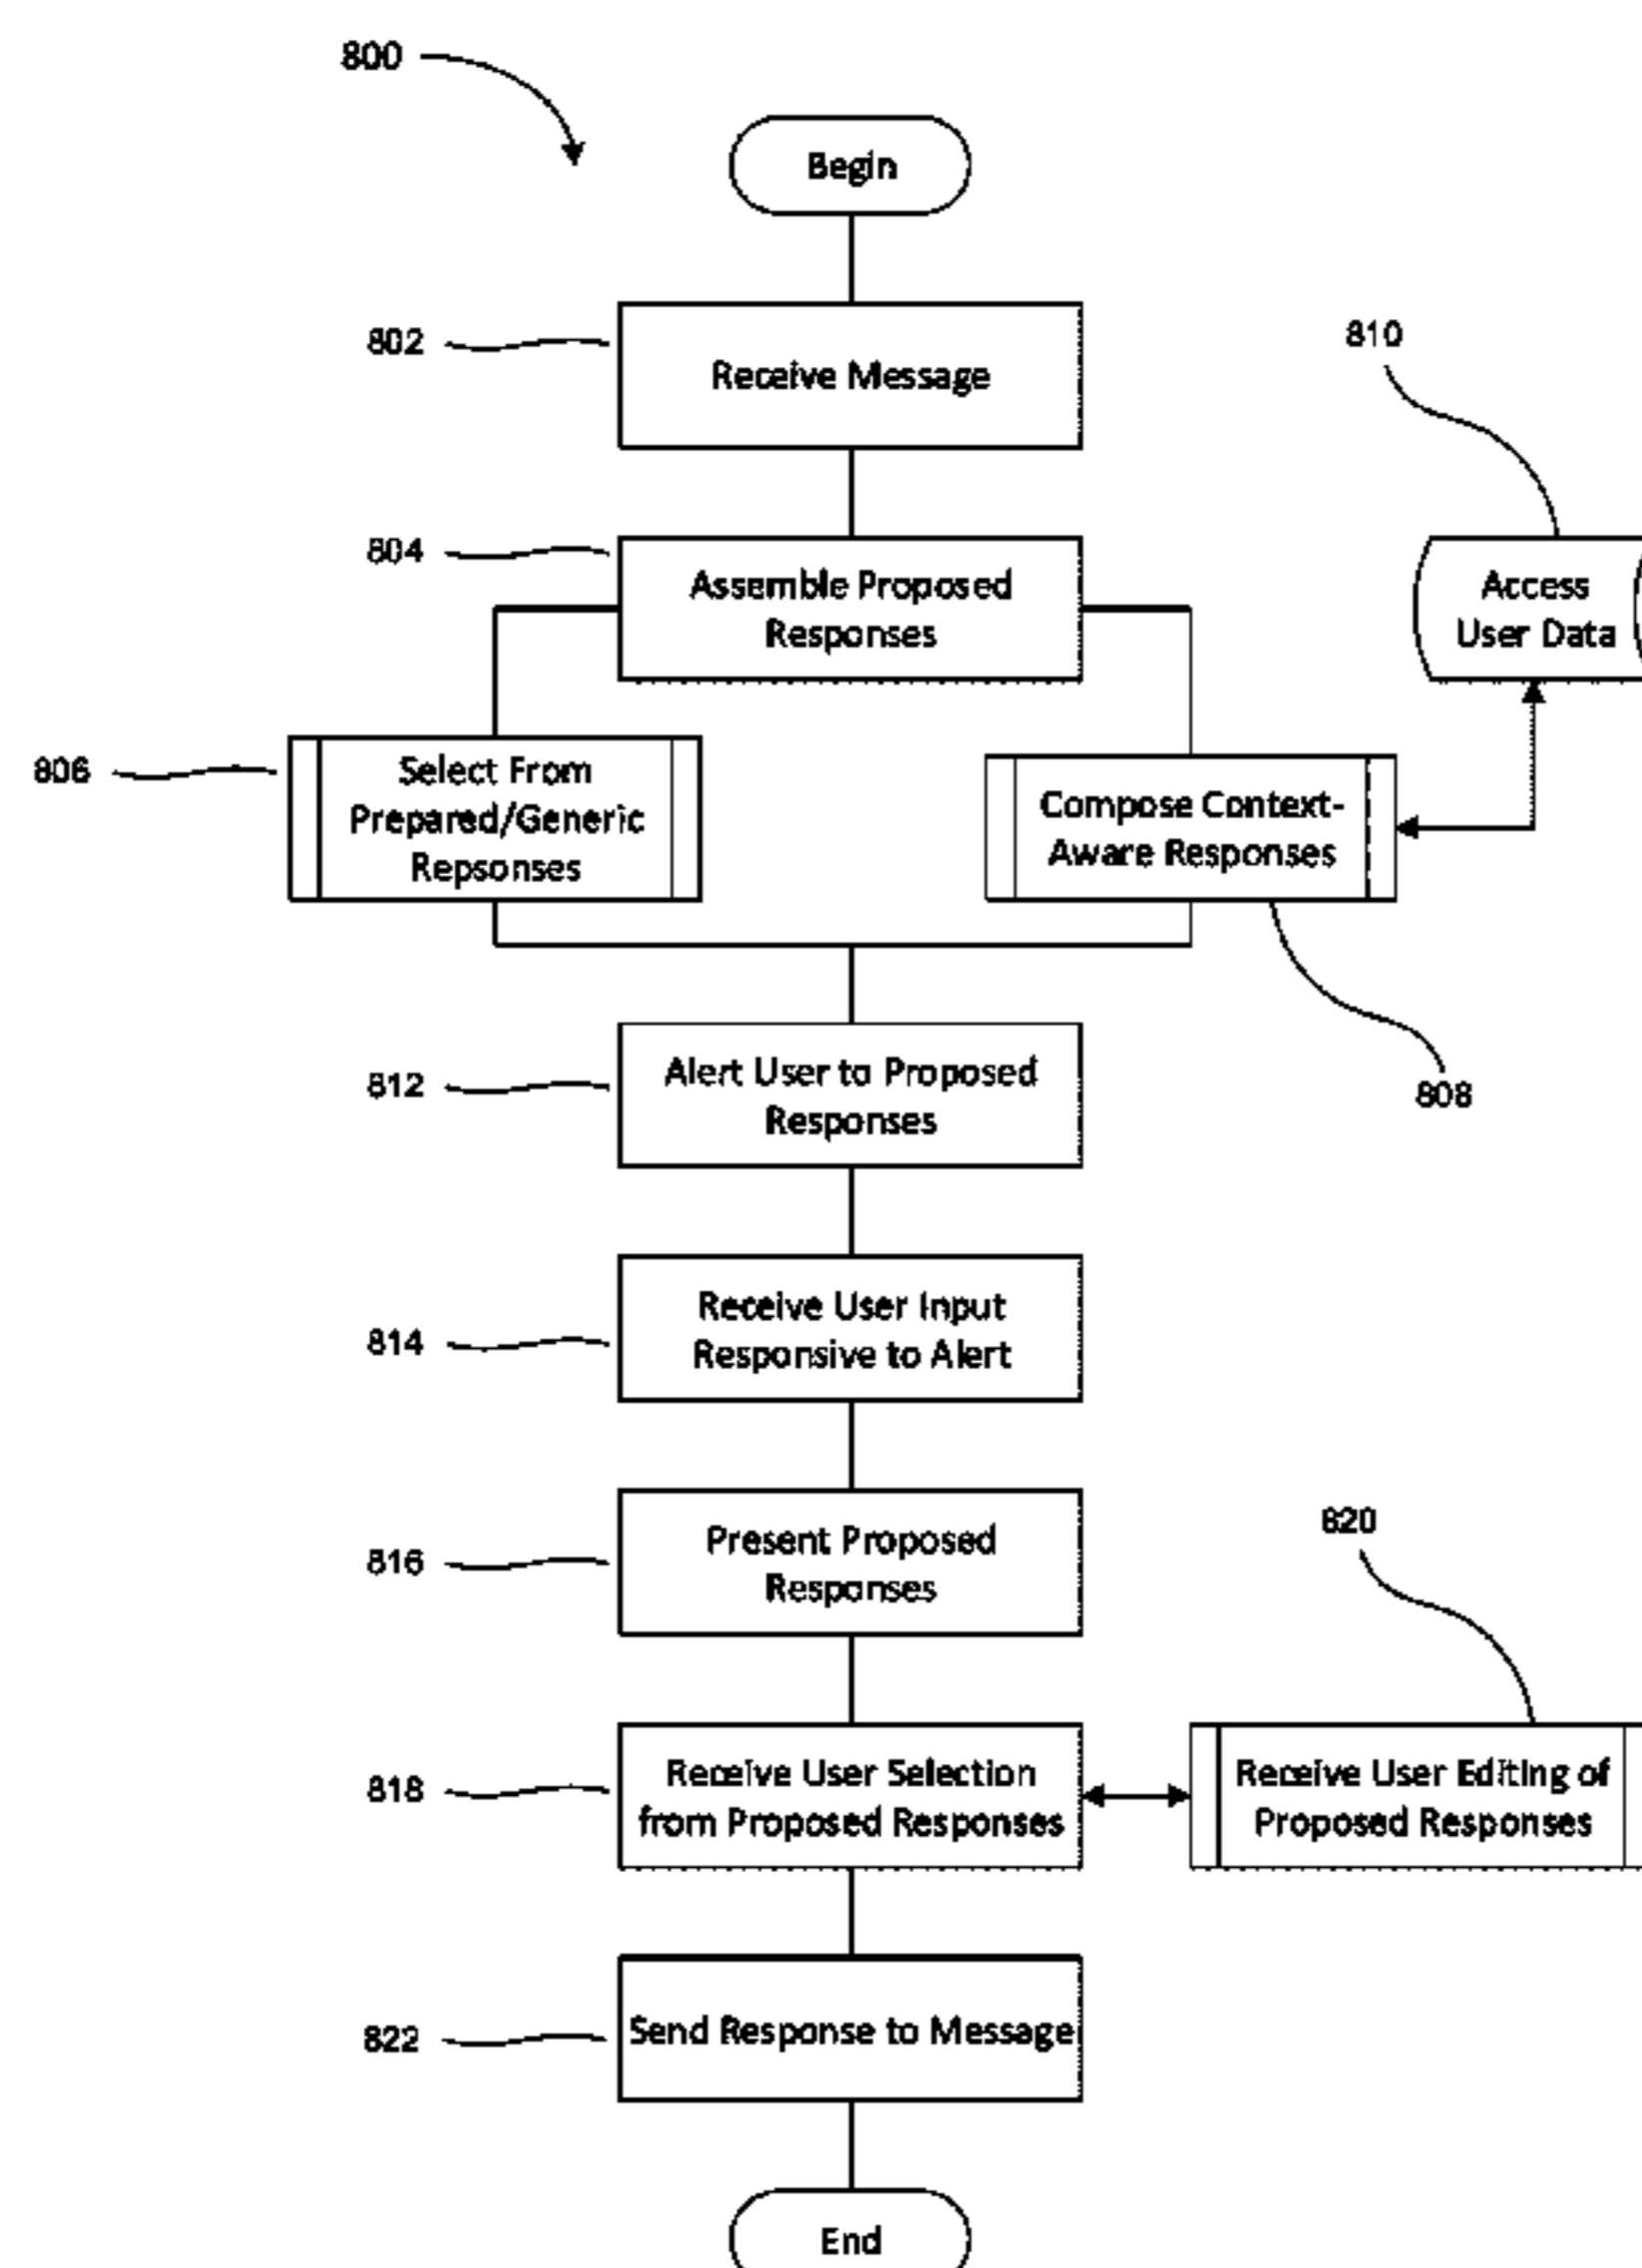 800
Begin
802
Receive Message
810
804
Assemble Proposed
Responses
Access
User Data
806
Select From
Prepared/Generic
Repsonses
Compose Context-
Aware Responses
808
812
Alert User to Proposed
Responses
814
Receive User Input
Responsive to Alert
816
Present Proposed
Responses
820
818
Receive User Selection
from Proposed Responses
Receive User Editing of
Proposed Responses
822
Send Response to Message
End